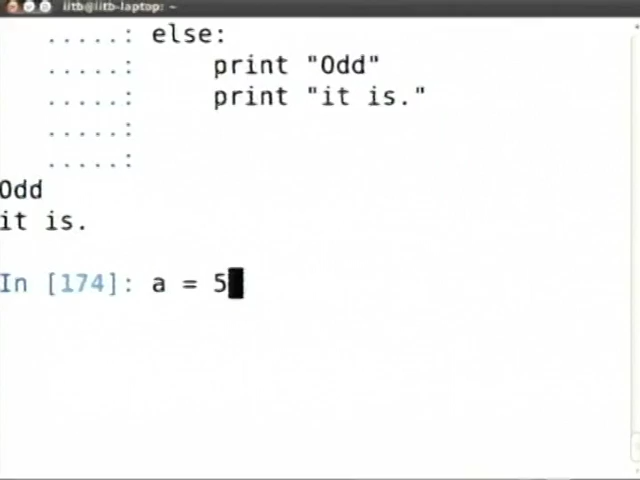 iitb@iitb-laptop: ~
.....: else:
.....:     print "Odd"
.....:     print "it is."
.....:
.....:
Odd
it is.
In [174]: a = 5